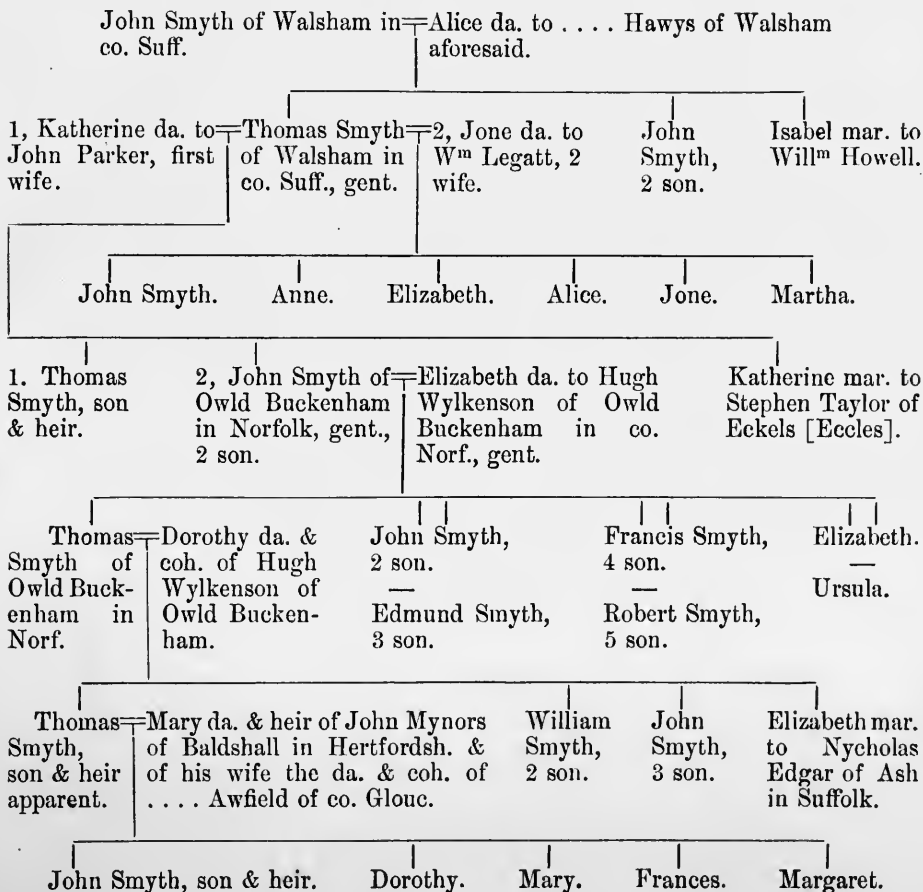 John Smyth of Walsham in co. Suff.
Alice da. to . . . . Hawys of Walsham aforesaid.
1, Katherine da. to
John Parker, first
wife.
Thomas Smyth
of Walsham in
co. Suff., gent.
2, Jone da. to
Wm Legatt, 2
wife.
John
Smyth,
2 son.
Isabel mar. to
Willm Howell.
John Smyth. Anne. Elizabeth. Alice. Jone. Martha.
1. Thomas
Smyth, son
& heir.
2, John Smyth of
Owld Buckenham
in Norfolk, gent.,
2 son.
Elizabeth da. to Hugh
Wylkenson of Owld
Buckenham in co.
Norf., gent.
Katherine mar. to
Stephen Taylor of
Eckels [Eccles].
Thomas
Smyth of
Owld Buck-
enham in
Norf.
Dorothy da. &
coh. of Hugh
Wylkenson of
Owld Bucken-
ham.
John Smyth,
2 son.
—
Edmund Smyth,
3 son.
Francis Smyth,
4 son.
—
Robert Smyth,
5 son.
Elizabeth.
—
Ursula.
Thomas
Smyth,
son & heir
apparent.
Mary da. & heir of John Mynors
of Baldshall in Hertfordsh. &
of his wife the da. & coh. of
. . . . Awfield of co. Glouc.
William
Smyth,
2 son.
John
Smyth,
3 son.
Elizabeth mar.
to Nycholas
Edgar of Ash
in Suffolk.
John Smyth, son & heir. Dorothy. Mary. Frances. Margaret.